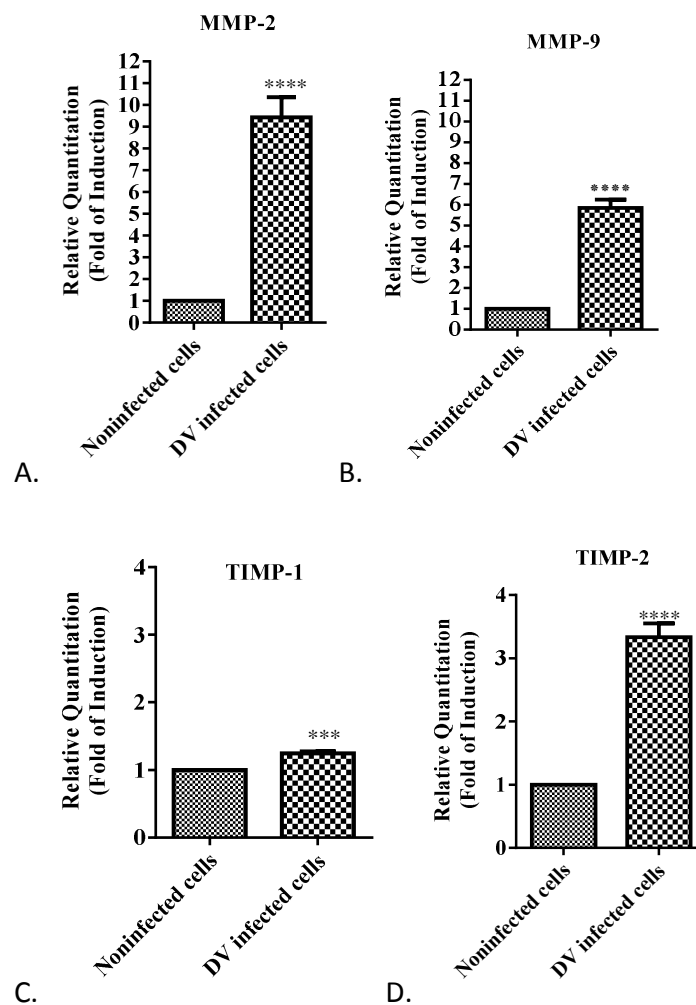 MMP-2
Relative Quantitation
(Fold of Induction)
12
11
10
9
8
7
6
5
4
3
2
1
0
****
Noninfected cells
DV infected cells
A.
MMP-9
Relative Quantitation
(Fold of Induction)
12
11
10
9
8
7
6
5
4
3
2
1
0
****
Noninfected cells
DV infected cells
B.
TIMP-1
Relative Quantitation
(Fold of Induction)
4
3
2
1
0
***
Noninfected cells
DV infected cells
C.
TIMP-2
Relative Quantitation
(Fold of Induction)
4
3
2
1
0
****
Noninfected cells
DV infected cells
D.